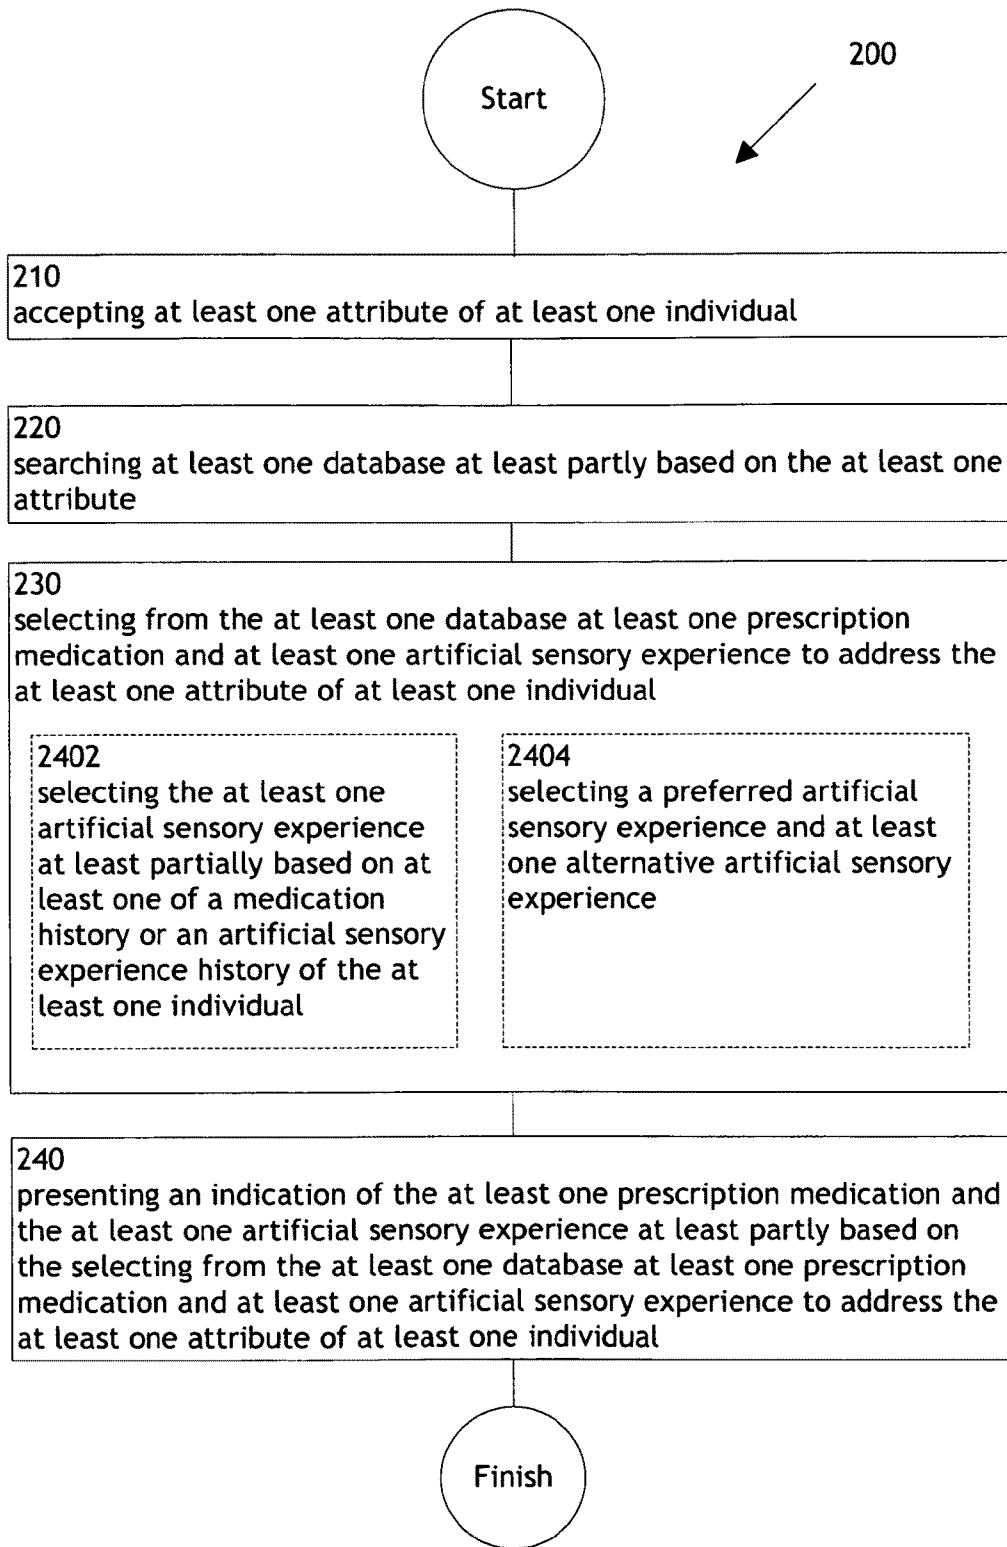 Start
200
210
accepting at least one attribute of at least one individual
220
searching at least one database at least partly based on the at least one
attribute
230
selecting from the at least one database at least one prescription
medication and at least one artificial sensory experience to address the
at least one attribute of at least one individual
2402
selecting the at least one
artificial sensory experience
at least partially based on at
least one of a medication
history or an artificial sensory
experience history of the at
least one individual
2404
selecting a preferred artificial
sensory experience and at least
one alternative artificial sensory
experience
240
presenting an indication of the at least one prescription medication and
the at least one artificial sensory experience at least partly based on
the selecting from the at least one database at least one prescription
medication and at least one artificial sensory experience to address the
at least one attribute of at least one individual
Finish